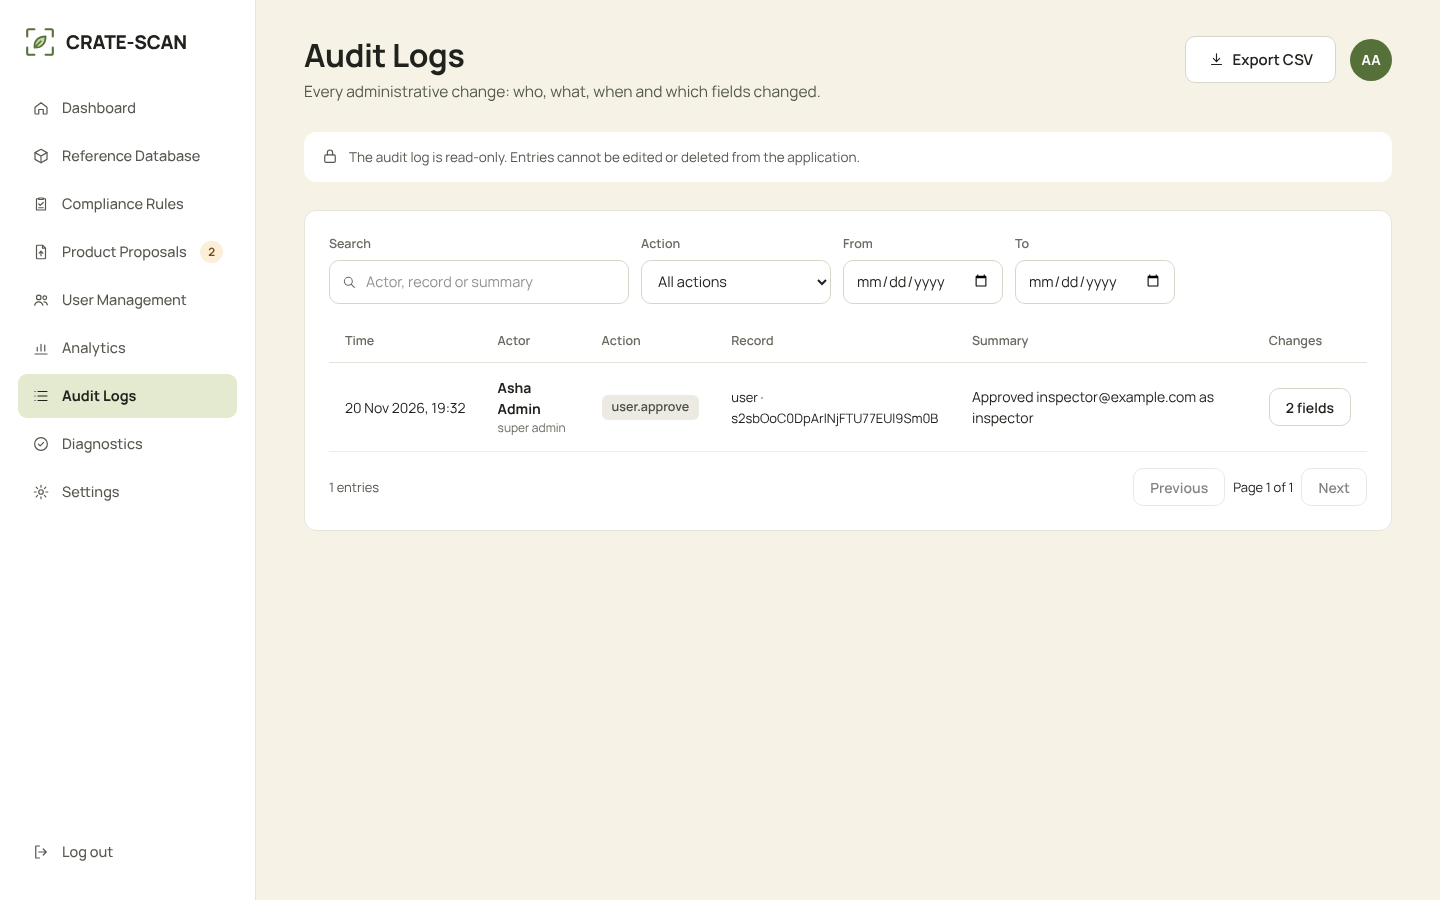 CRATE-SCAN
Dashboard
Reference Database
Compliance Rules
Product Proposals 2
User Management
Analytics
Audit Logs
Diagnostics
Settings
Log out
Audit Logs
Every administrative change: who, what, when and which fields changed.
Export CSV
AA
The audit log is read-only. Entries cannot be edited or deleted from the application.
Search Action From To
Actor, record or summary All actions mm/dd/yyyy mm/dd/yyyy
Time Actor Action Record Summary Changes
20 Nov 2026, 19:32
Asha
Admin
super admin
user.approve
user ·
s2sbOoC0DpArINjFTU77EUI9Sm0B
Approved inspector@example.com as
inspector
2 fields
1 entries
Previous Page 1 of 1 Next